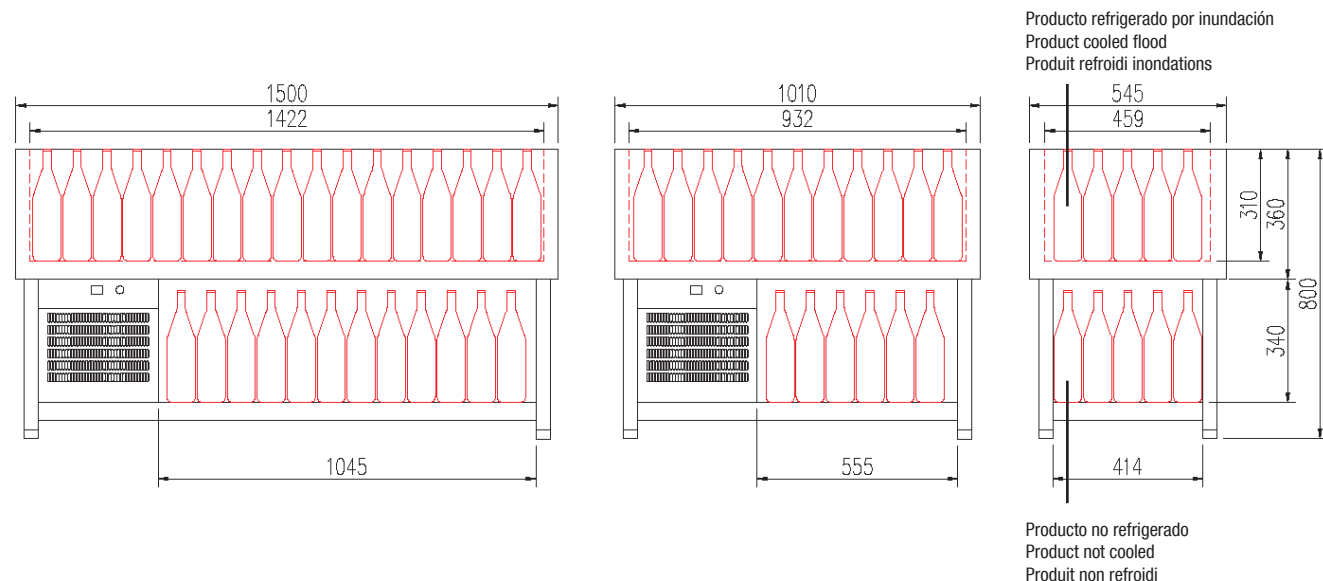 Producto refrigerado por inundación
Product cooled flood
Produit refroidi inondations
1500
1422
1010
932
545
459
310
360
800
340
1045
555
414
Producto no refrigerado
Product not cooled
Produit non refroidi